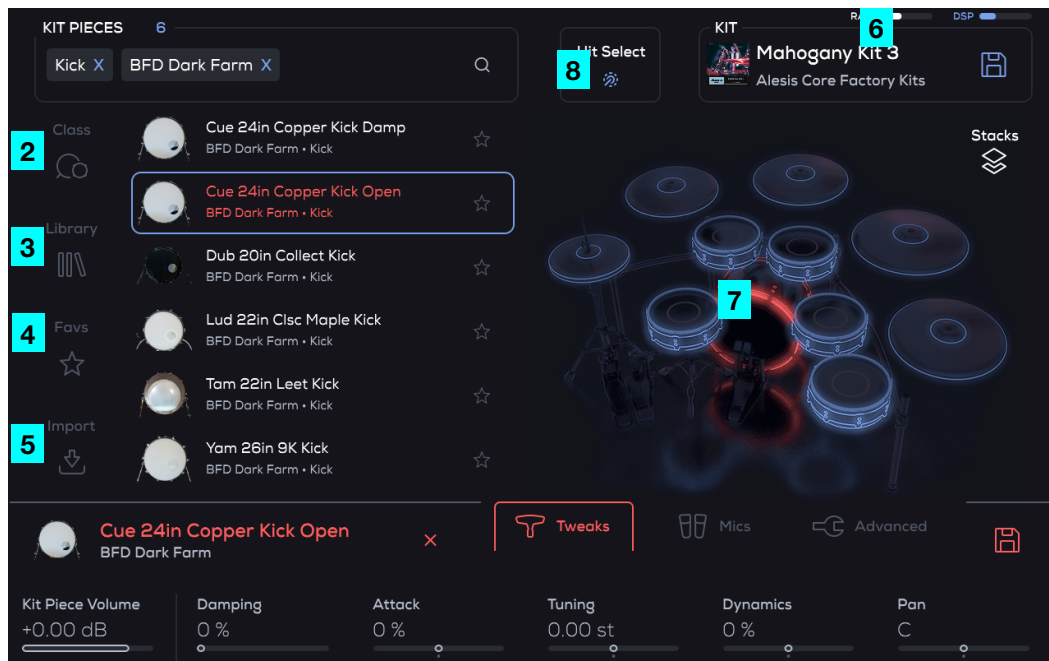 KIT PIECES 6
Kick X BFD Dark Farm X
Hit Select
8
DSP
6
KIT
Mahogany Kit 3
Alesis Core Factory Kits
Class
2
Library
3
Favs
4
Import
5
Cue 24in Copper Kick Damp
BFD Dark Farm • Kick
Cue 24in Copper Kick Open
BFD Dark Farm • Kick
Dub 20in Collect Kick
BFD Dark Farm • Kick
Lud 22in Clsc Maple Kick
BFD Dark Farm • Kick
Tam 22in Leet Kick
BFD Dark Farm • Kick
Yam 26in 9K Kick
BFD Dark Farm • Kick
Stacks
7
Cue 24in Copper Kick Open
BFD Dark Farm
Tweaks Mics Advanced
Kit Piece Volume Damping Attack Tuning Dynamics Pan
+0.00 dB 0 % 0 % 0.00 st 0 % C